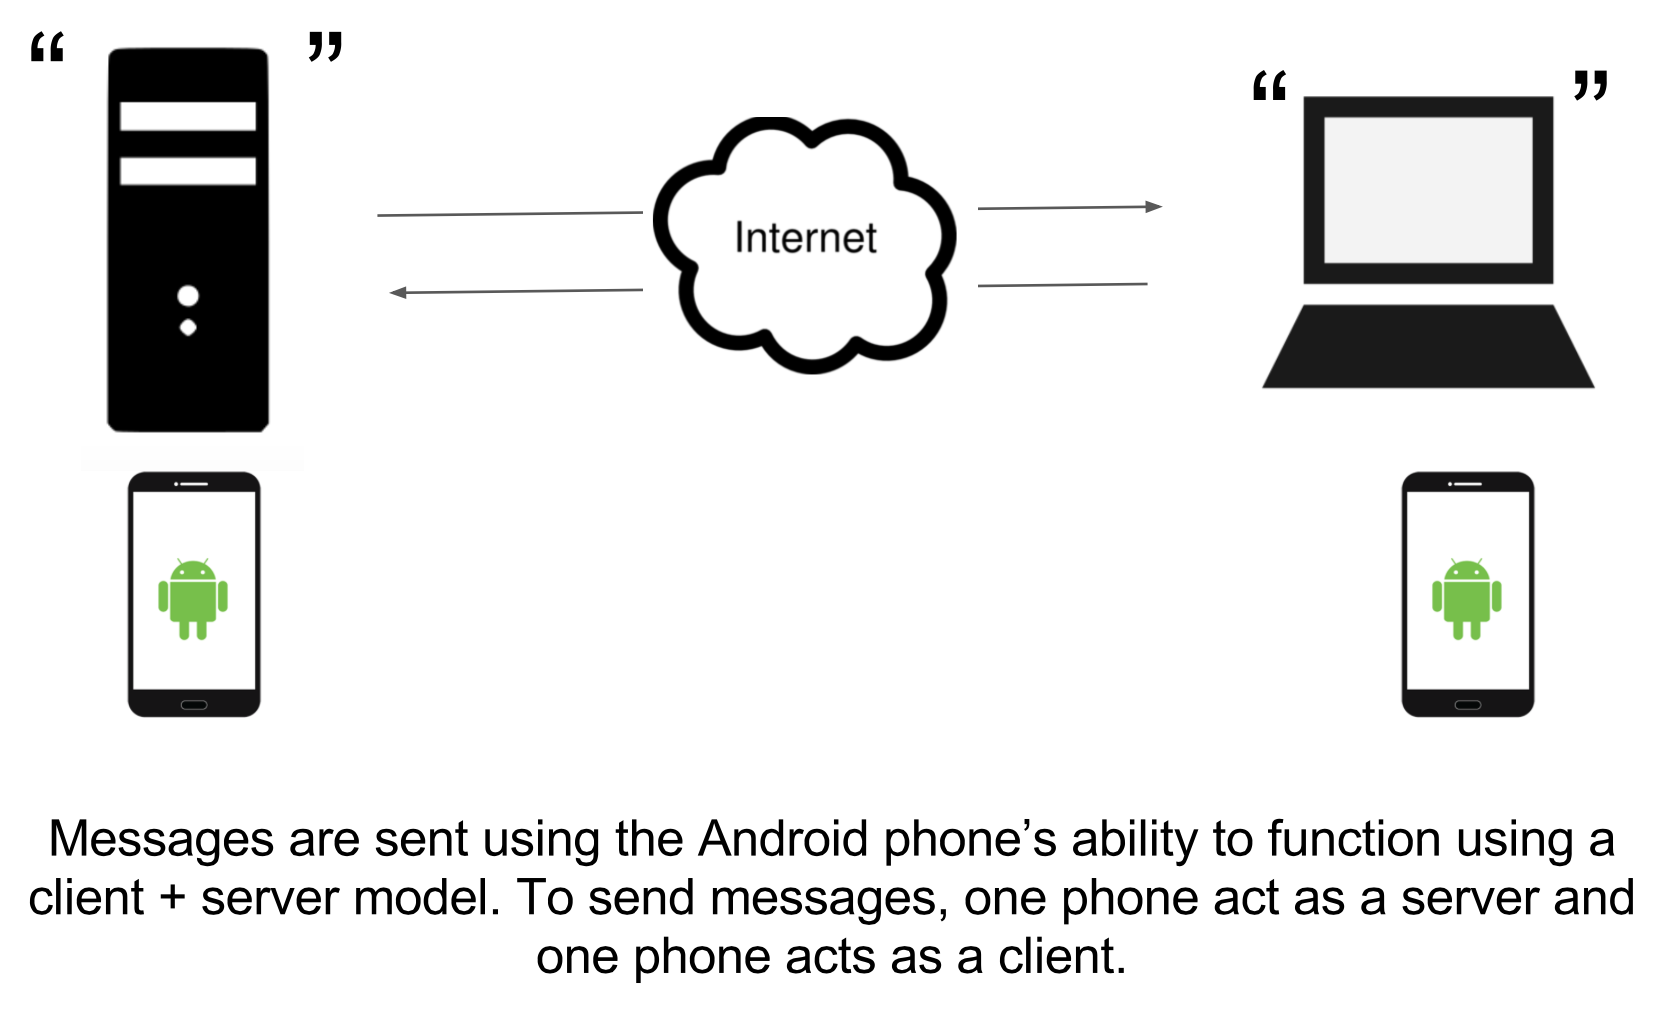 “ ”
“ ”
Internet
Messages are sent using the Android phone’s ability to function using a
client + server model. To send messages, one phone act as a server and
one phone acts as a client.